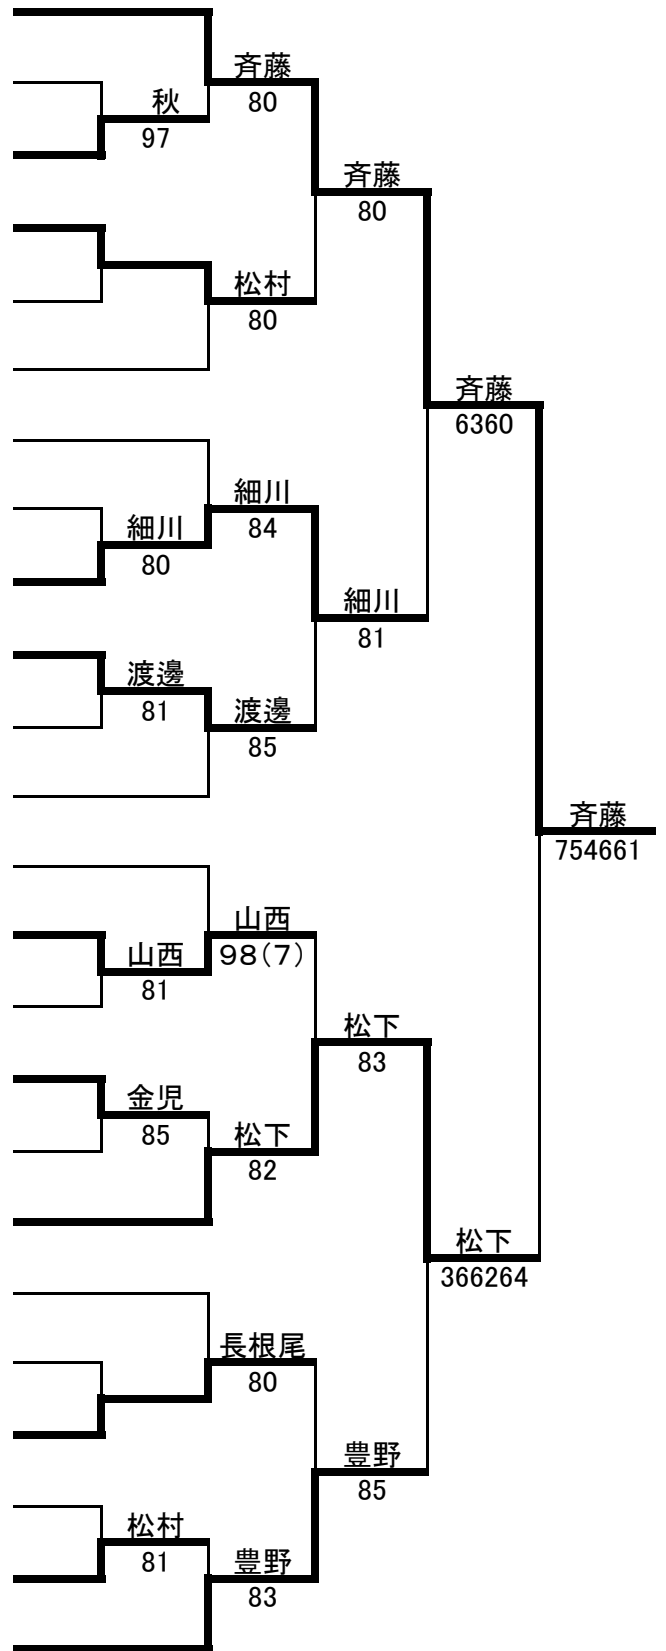 斉藤
80
秋
97
斉藤
80
松村
80
斉藤
6360
細川
84
細川
80
細川
81
渡邊
81
渡邊
85
斉藤
754661
山西
98(7)
山西
81
松下
83
金児
85
松下
82
松下
366264
長根尾
80
豊野
85
松村
81
豊野
83